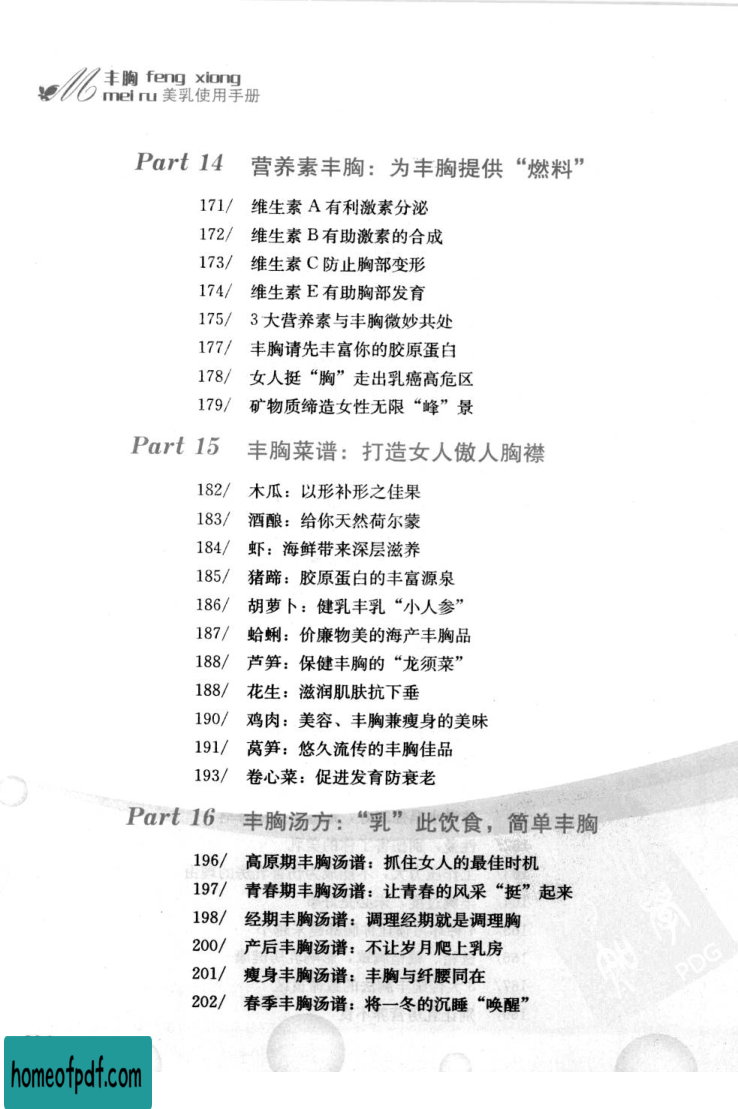 丰胸 feng xiong
mei ru 美乳使用手册
Part 14 营养素丰胸：为丰胸提供“燃料”
171/ 维生素 A 有利激素分泌
172/ 维生素 B 有助激素的合成
173/ 维生素 C 防止胸部变形
174/ 维生素 E 有助胸部发育
175/ 3 大营养素与丰胸微妙共处
177/ 丰胸请先丰富你的胶原蛋白
178/ 女人挺“胸”走出乳癌高危区
179/ 矿物质缔造女性无限“峰”景
Part 15 丰胸菜谱：打造女人傲人胸襟
182/ 木瓜：以形补形之佳果
183/ 酒酿：给你天然荷尔蒙
184/ 虾：海鲜带来深层滋养
185/ 猪蹄：胶原蛋白的丰富源泉
186/ 胡萝卜：健乳丰乳“小人参”
187/ 蛤蜊：价廉物美的海产丰胸品
188/ 芦笋：保健丰胸的“龙须菜”
188/ 花生：滋润肌肤抗下垂
190/ 鸡肉：美容、丰胸兼瘦身的美味
191/ 莴笋：悠久流传的丰胸佳品
193/ 卷心菜：促进发育防衰老
Part 16 丰胸汤方：“乳”此饮食，简单丰胸
196/ 高原期丰胸汤谱：抓住女人的最佳时机
197/ 青春期丰胸汤谱：让青春的风采“挺”起来
198/ 经期丰胸汤谱：调理经期就是调理胸
200/ 产后丰胸汤谱：不让岁月爬上乳房
201/ 瘦身丰胸汤谱：丰胸与纤腰同在
202/ 春季丰胸汤谱：将一冬的沉睡“唤醒”
PDG
homeofpdf.com